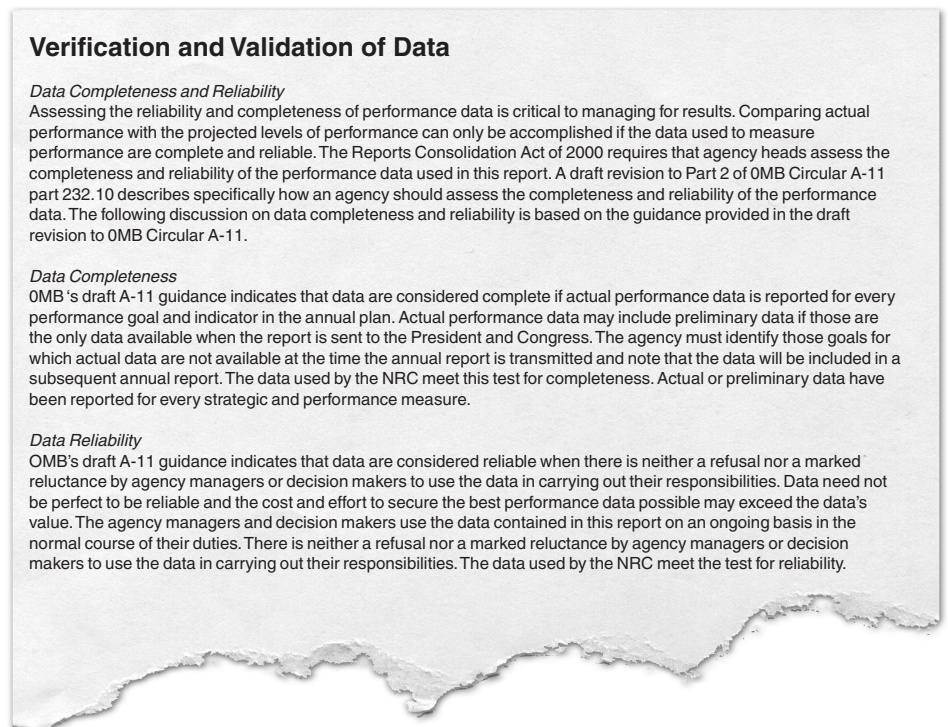 Verification and Validation of Data
Data Completeness and Reliability
Assessing the reliability and completeness of performance data is critical to managing for results. Comparing actual
performance with the projected levels of performance can only be accomplished if the data used to measure
performance are complete and reliable. The Reports Consolidation Act of 2000 requires that agency heads assess the
completeness and reliability of the performance data used in this report. A draft revision to Part 2 of 0MB Circular A-11
part 232.10 describes specifically how an agency should assess the completeness and reliability of the performance
data. The following discussion on data completeness and reliability is based on the guidance provided in the draft
revision to 0MB Circular A-11.
Data Completeness
0MB‘s draft A-11 guidance indicates that data are considered complete if actual performance data is reported for every
performance goal and indicator in the annual plan. Actual performance data may include preliminary data if those are
the only data available when the report is sent to the President and Congress. The agency must identify those goals for
which actual data are not available at the time the annual report is transmitted and note that the data will be included in a
subsequent annual report. The data used by the NRC meet this test for completeness. Actual or preliminary data have
been reported for every strategic and performance measure.
Data Reliability
OMB’s draft A-11 guidance indicates that data are considered reliable when there is neither a refusal nor a marked
reluctance by agency managers or decision makers to use the data in carrying out their responsibilities. Data need not
be perfect to be reliable and the cost and effort to secure the best performance data possible may exceed the data’s
value. The agency managers and decision makers use the data contained in this report on an ongoing basis in the
normal course of their duties. There is neither a refusal nor a marked reluctance by agency managers or decision
makers to use the data in carrying out their responsibilities. The data used by the NRC meet the test for reliability.